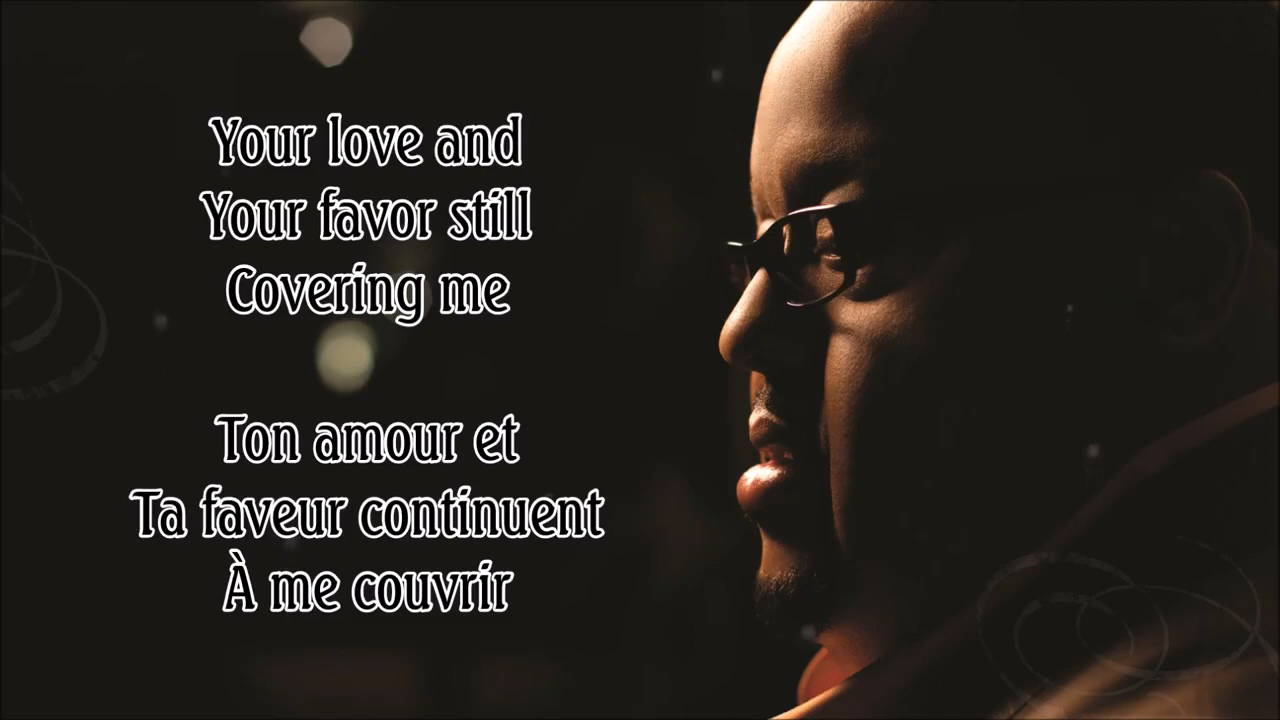 Your love and
Your favor still
Covering me
Ton amour et
Ta faveur continuent
À me couvrir